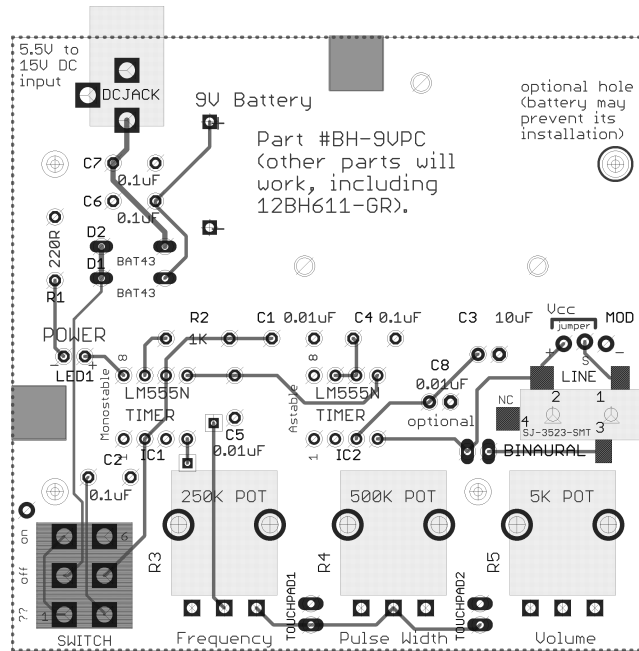 5.5V to
15V DC
input
DCJACK
9V Battery
+
-
optional hole
(battery may
prevent its
installation)
Part #BH-9VPC
(other parts will
work, including
12BH611-GR).
C7
0.1uF
C6
0.1uF
220R
R1
D2
BAT43
D1
BAT43
POWER
- +
LED1
R2
1K
C1 0.01uF
C4 0.1uF
C3 10uF
Vcc
jumper
MOD
+ S -
8
LM555N
TIMER
Monostable
1
IC1
8
LM555N
TIMER
Astable
1
IC2
C8
0.01uF
optional
LINE
NC
2 1
4 3
SJ-3523-SMT
BINAURAL
C5
0.01uF
C2
0.1uF
250K POT
500K POT
5K POT
R3
R4
R5
on
off
??
6
1
SWITCH
TOUCHPAD1
TOUCHPAD2
Frequency
Pulse Width
Volume